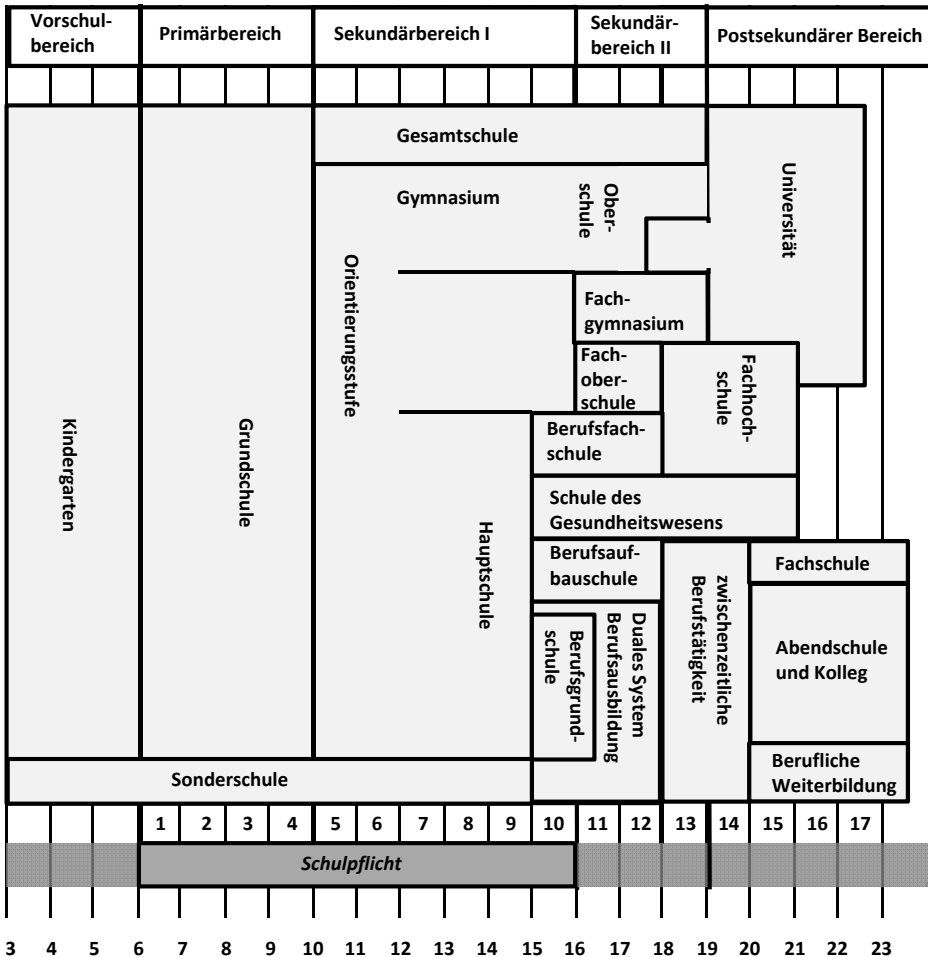 Vorschul-
bereich
Primärbereich
Sekundärbereich I
Sekundär-
bereich II
Postsekundärer Bereich
Gesamtschule
Gymnasium
Ober-
schule
Universität
Orientierungsstufe
Fach-
gymnasium
Fach-
ober-
schule
Fachhoch-
schule
Kindergarten
Grundschule
Berufsfach-
schule
Schule des
Gesundheitswesens
Hauptschule
Berufsauf-
bauschule
zwischenzeitliche
Berufstätigkeit
Fachschule
Berufsgrund-
schule
Duales System
Berufsausbildung
Abendschule
und Kolleg
Sonderschule
Berufliche
Weiterbildung
1 2 3 4 5 6 7 8 9 10 11 12 13 14 15 16 17
Schulpflicht
3 4 5 6 7 8 9 10 11 12 13 14 15 16 17 18 19 20 21 22 23